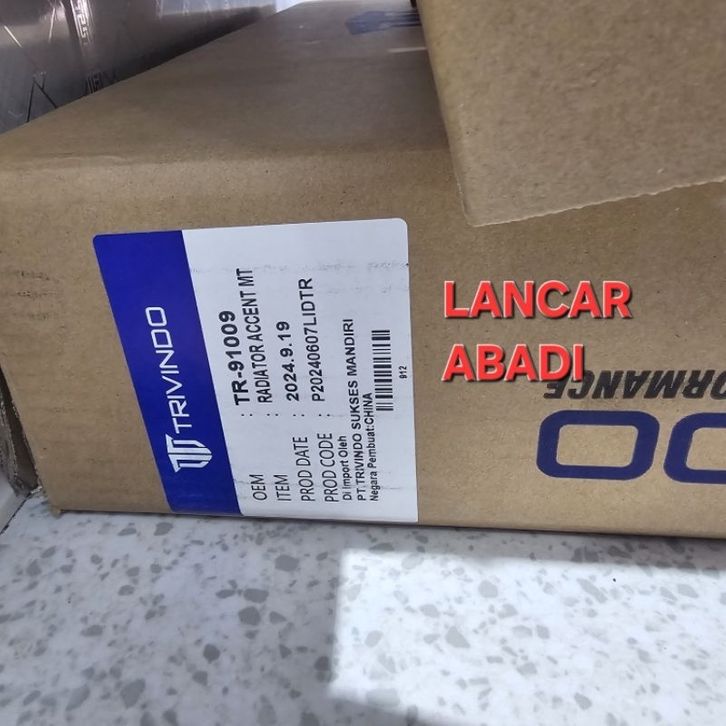 TRIVINDO
OEM : TR-91009
ITEM : RADIATOR ACCENT MT
PROD DATE : 2024.9.19
PROD CODE : P20240607LIDTR
Di Import Oleh
PT.TRIVINDO SUKSES MANDIRI
Negara Pembuat:CHINA
912
LANCAR
ABADI